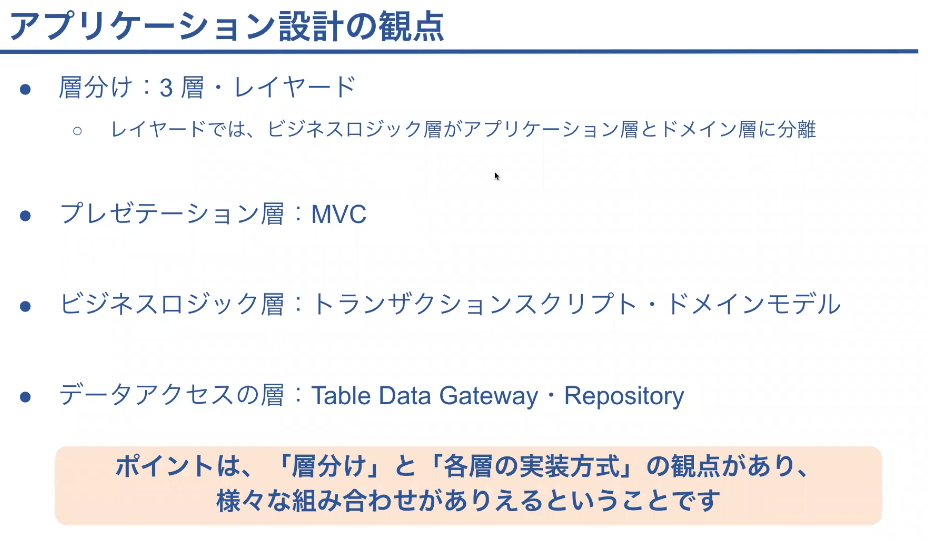 アプリケーション設計の観点
● 層分け：3 層・レイヤード
○ レイヤードでは、ビジネスロジック層がアプリケーション層とドメイン層に分離
● プレゼテーション層：MVC
● ビジネスロジック層：トランザクションスクリプト・ドメインモデル
● データアクセスの層：Table Data Gateway・Repository
ポイントは、「層分け」と「各層の実装方式」の観点があり、
様々な組み合わせがありえるということです